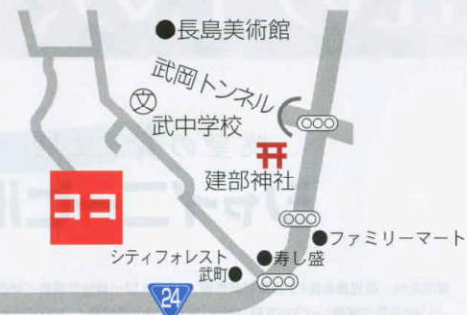 ●長島美術館
武岡トンネル
文
武中学校
建部神社
ココ
●ファミリーマート
シティフォレスト
武町●
●寿し盛
24